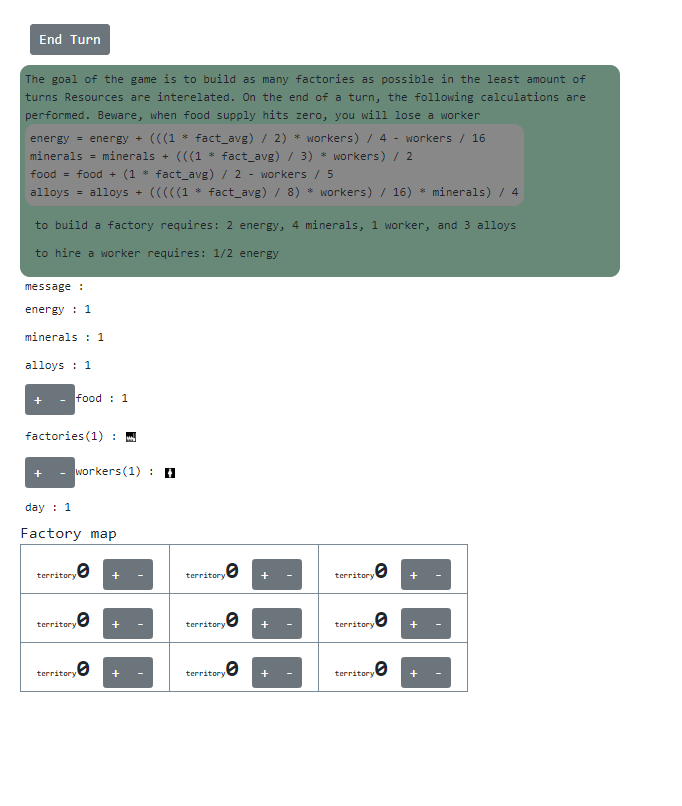 End Turn
The goal of the game is to build as many factories as possible in the least amount of
turns Resources are interelated. On the end of a turn, the following calculations are
performed. Beware, when food supply hits zero, you will lose a worker
energy = energy + (((1 * fact_avg) / 2) * workers) / 4 - workers / 16
minerals = minerals + (((1 * fact_avg) / 3) * workers) / 2
food = food + (1 * fact_avg) / 2 - workers / 5
alloys = alloys + (((((1 * fact_avg) / 8) * workers) / 16) * minerals) / 4
to build a factory requires: 2 energy, 4 minerals, 1 worker, and 3 alloys
to hire a worker requires: 1/2 energy
message :
energy : 1
minerals : 1
alloys : 1
+ - food : 1
factories(1) :
+ - workers(1) :
day : 1
Factory map
territory0 + - territory0 + - territory0 + -
territory0 + - territory0 + - territory0 + -
territory0 + - territory0 + - territory0 + -